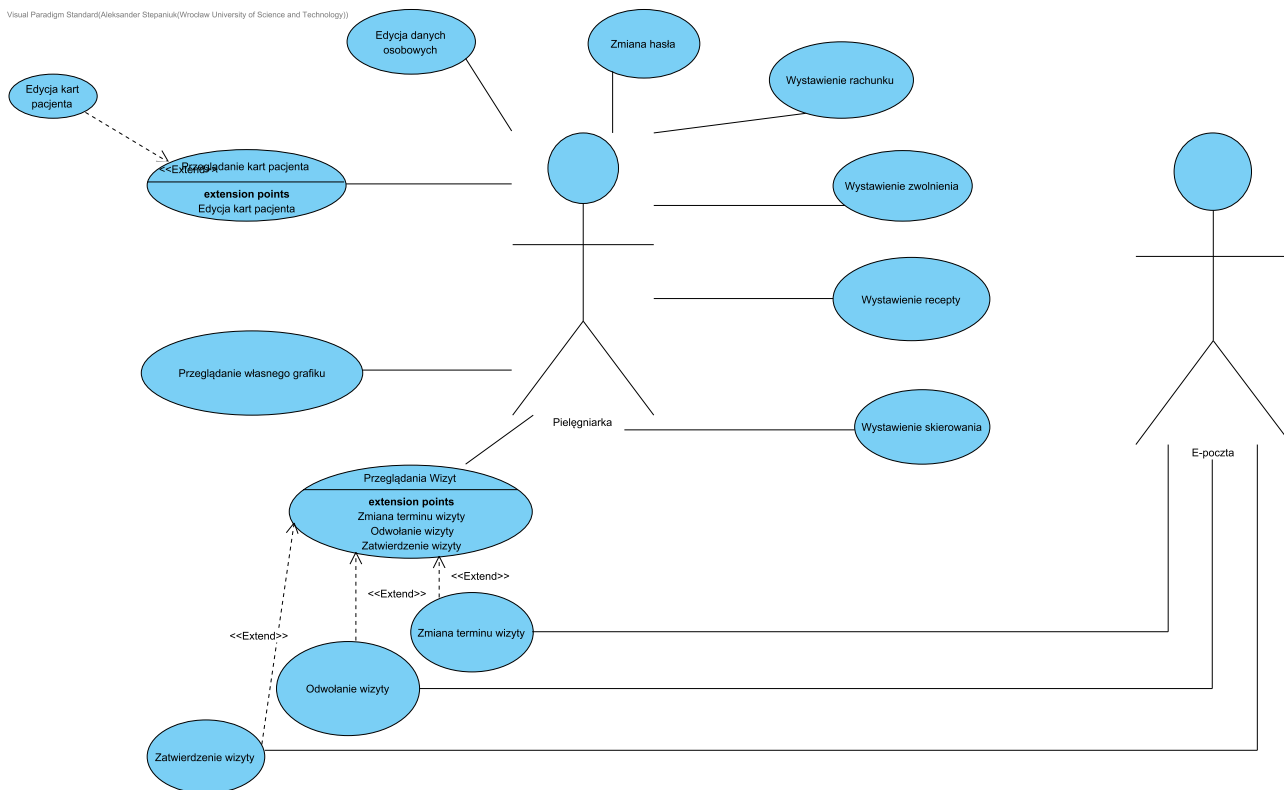 Visual Paradigm Standard(Aleksander Stepaniuk(Wrocław University of Science and Technology))
Edycja danych
osobowych
Zmiana hasła
Wystawienie rachunku
Edycja kart
pacjenta
Przeglądanie kart pacjenta
<<Extend>>
extension points
Edycja kart pacjenta
Wystawienie zwolnienia
Wystawienie recepty
Przeglądanie własnego grafiku
Pielęgniarka
Wystawienie skierowania
E-poczta
Przeglądania Wizyt
extension points
Zmiana terminu wizyty
Odwołanie wizyty
Zatwierdzenie wizyty
<<Extend>>
<<Extend>>
<<Extend>>
Zmiana terminu wizyty
Odwołanie wizyty
Zatwierdzenie wizyty